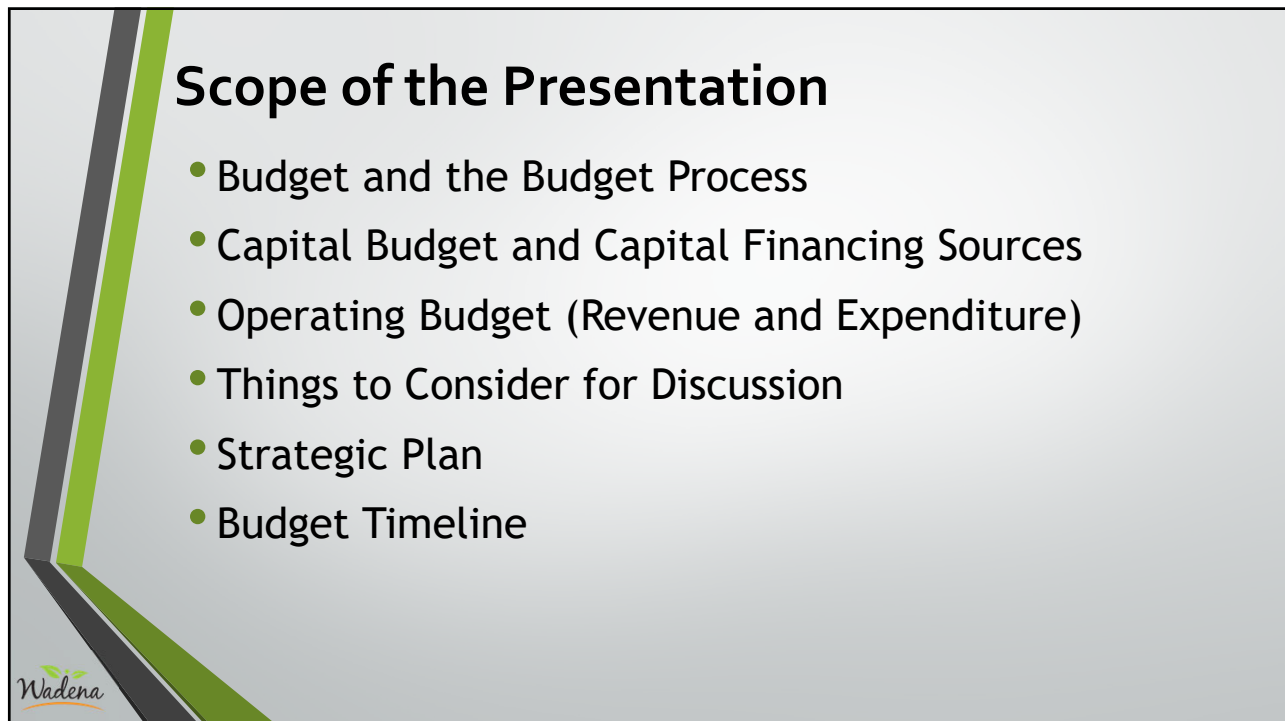 Scope of the Presentation
• Budget and the Budget Process
• Capital Budget and Capital Financing Sources
• Operating Budget (Revenue and Expenditure)
• Things to Consider for Discussion
• Strategic Plan
• Budget Timeline
Wadena